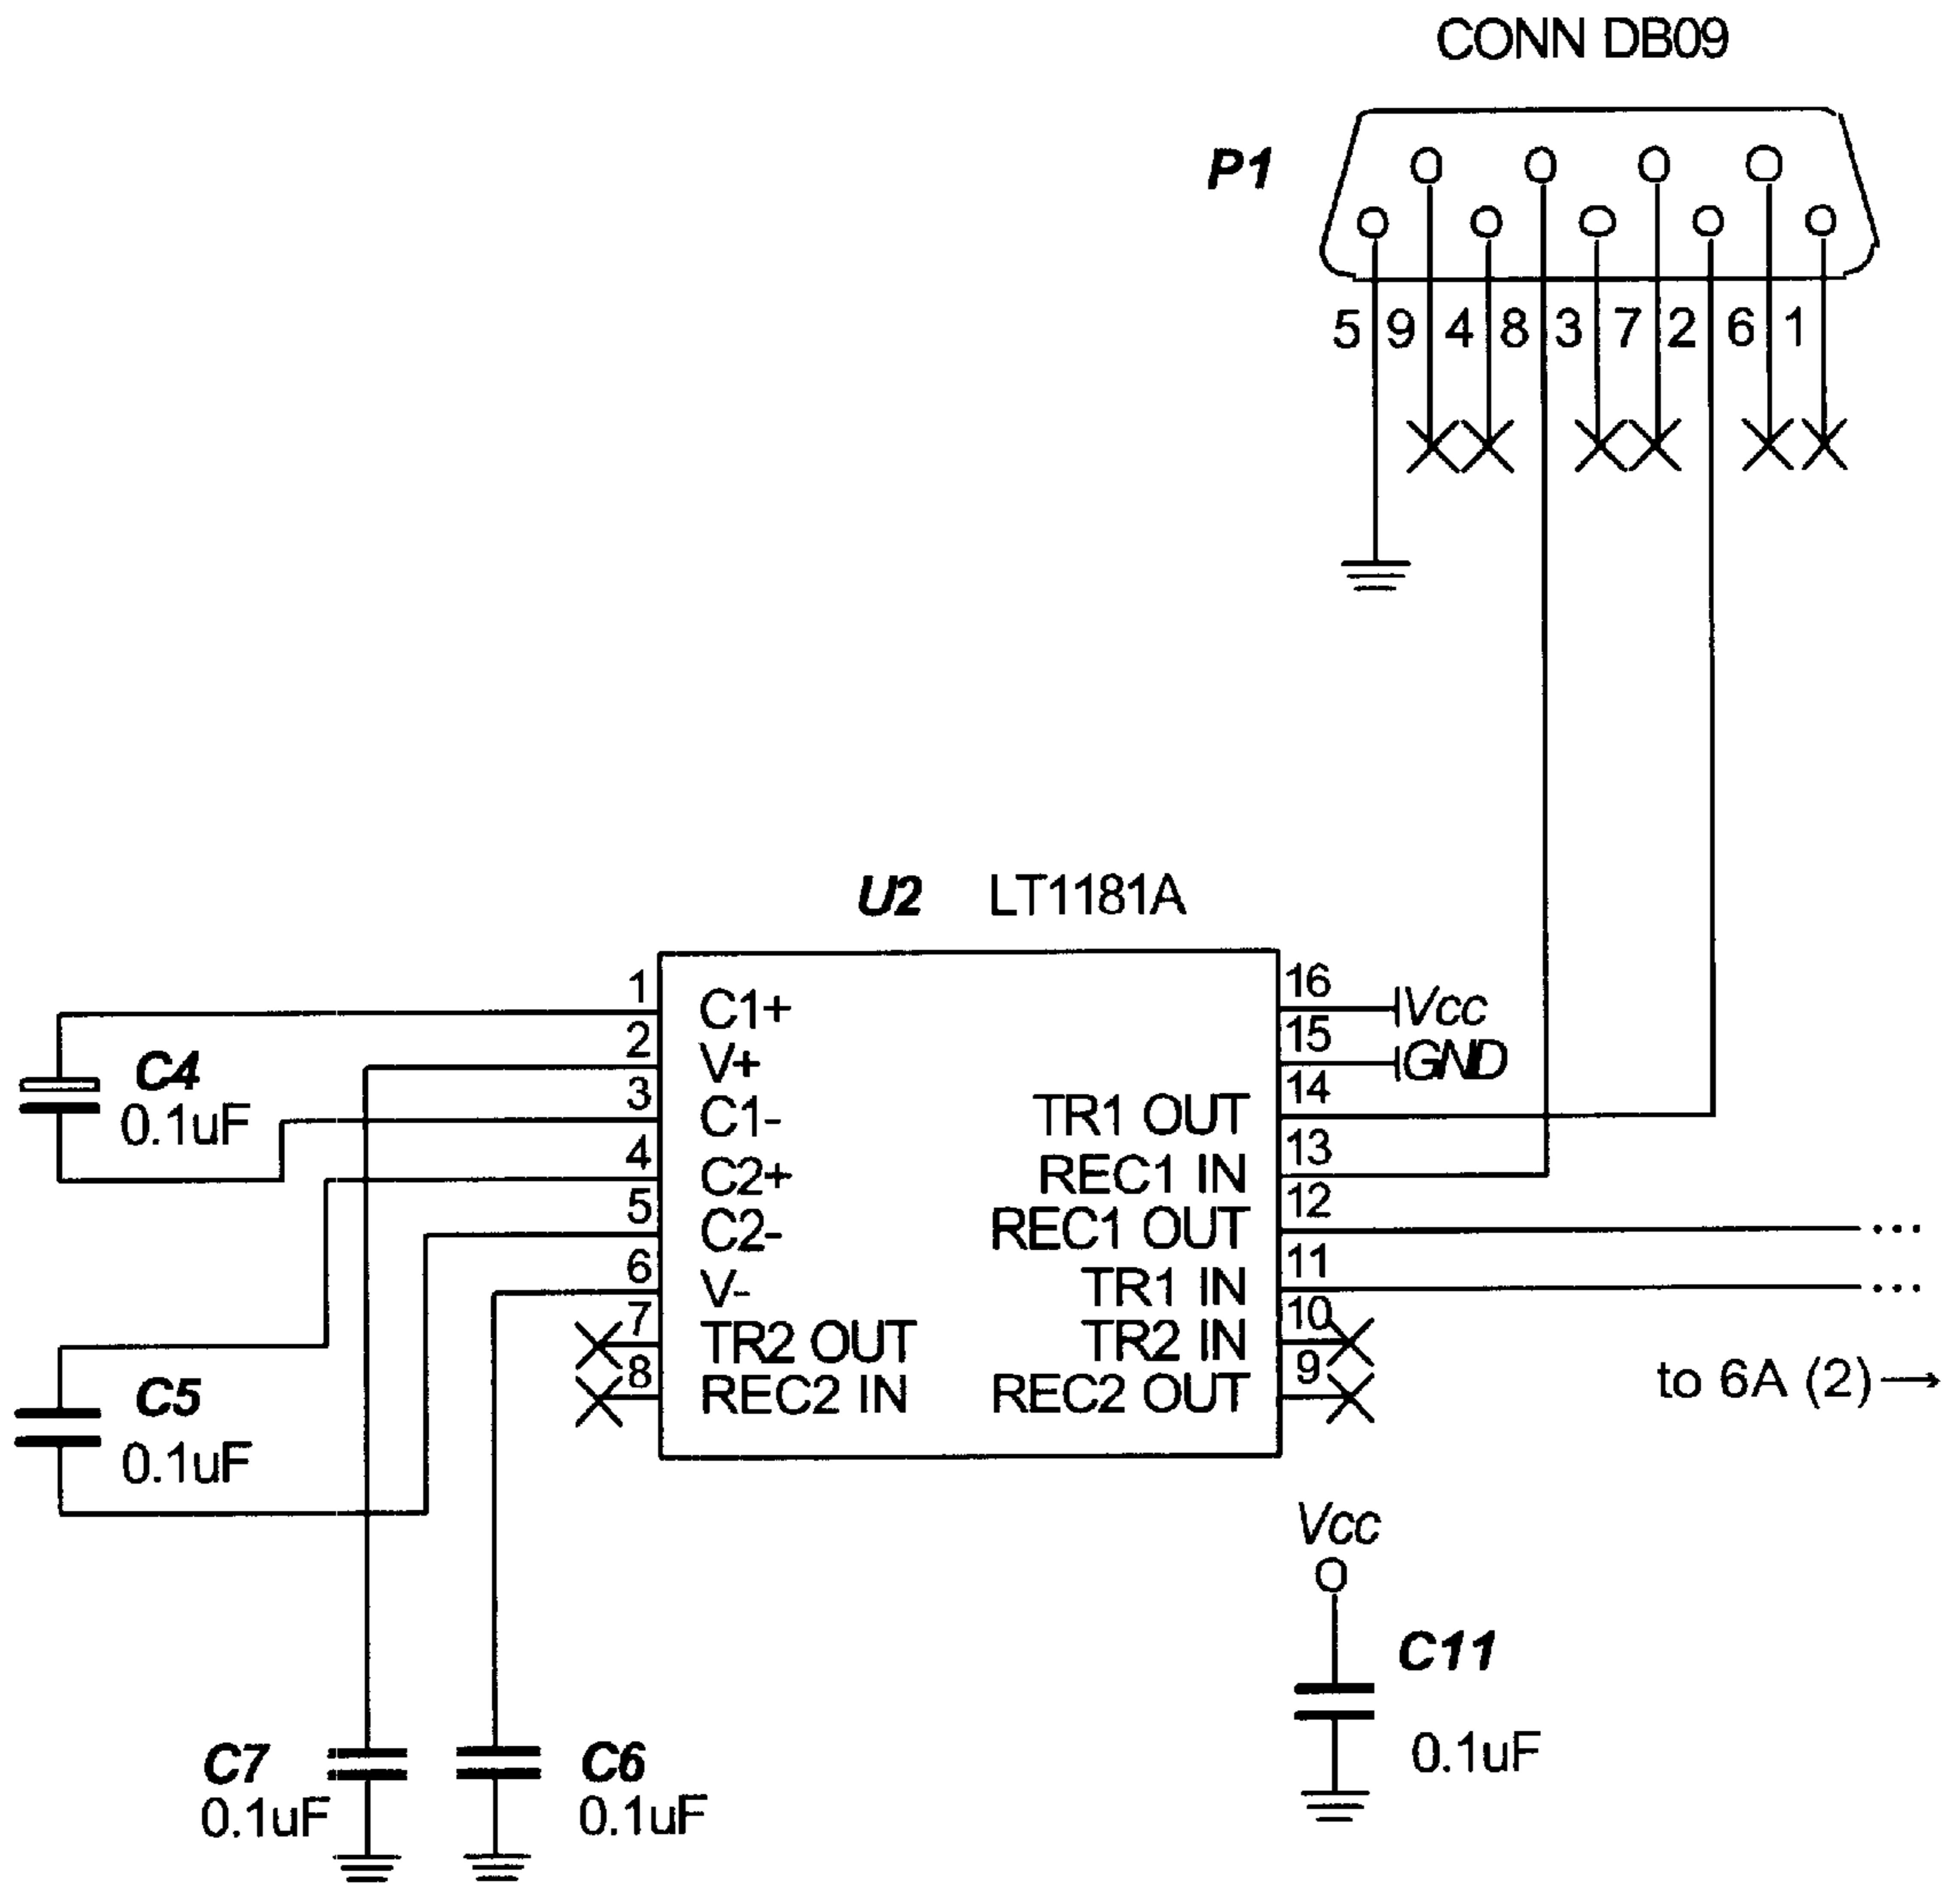 CONN DB09
P1
5 9 4 8 3 7 2 6 1
U2 LT1181A
1 C1+
2 V+
3 C1-
4 C2+
5 C2-
6 V-
7 TR2 OUT
8 REC2 IN
16 Vcc
15 GND
14 TR1 OUT
13 REC1 IN
12 REC1 OUT ...
11 TR1 IN ...
10 TR2 IN
9 REC2 OUT
C4
0.1uF
C5
0.1uF
to 6A (2)→
Vcc
C11
0.1uF
C7
0.1uF
C6
0.1uF